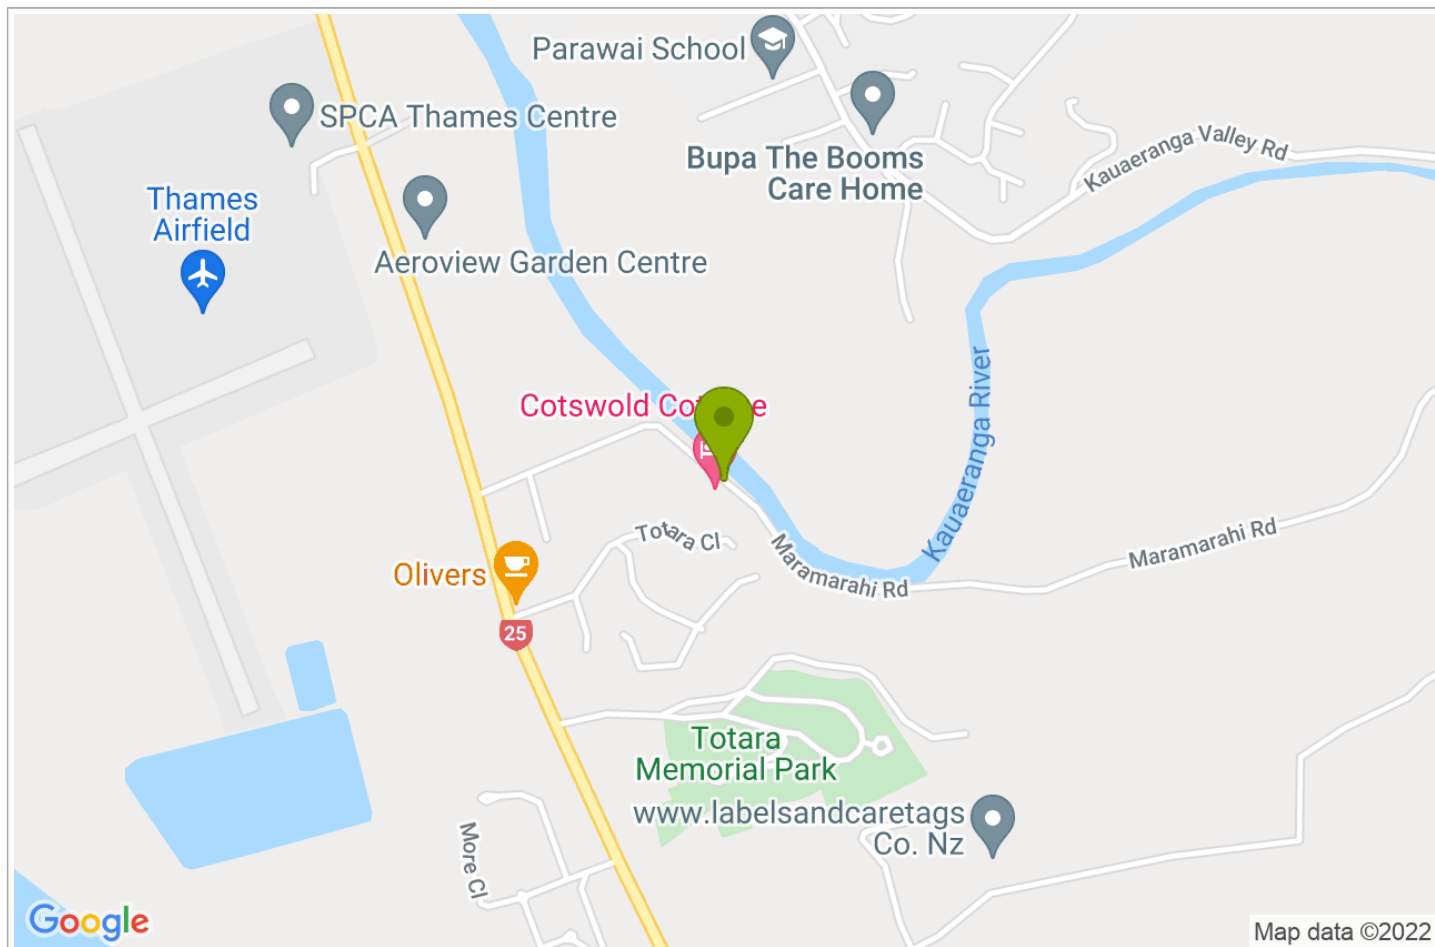 Parawai School
SPCA Thames Centre
Bupa The Booms
Care Home
Kauaeranga Valley Rd
Thames
Airfield
Aeroview Garden Centre
Kauaeranga River
Cotswold Co e
Totara Cl
Maramarahi Rd
Maramarahi Rd
Olivers
25
Totara
Memorial Park
www.labelsandcaretags
Co. Nz
More Cl
Google
Map data ©2022